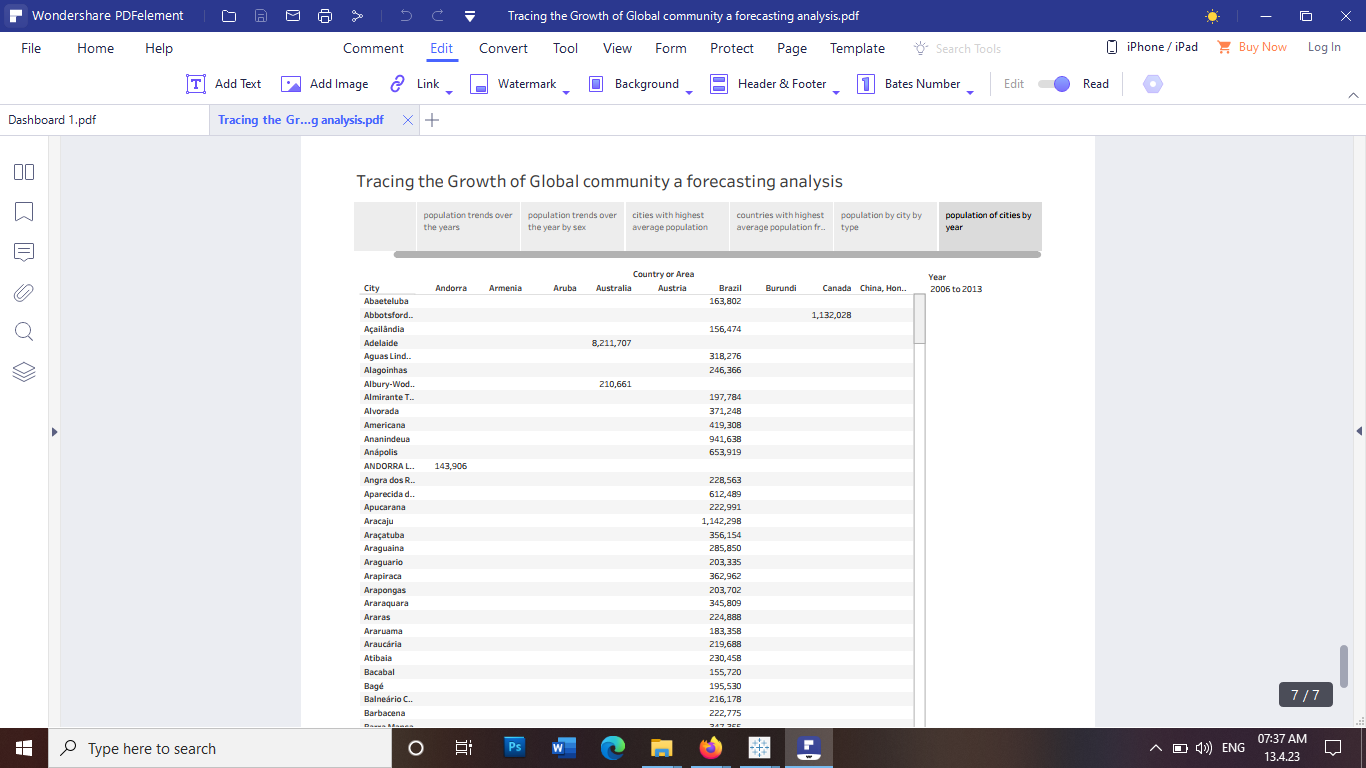 Wondershare PDFelement
Tracing the Growth of Global community a forecasting analysis.pdf
File Home Help Comment Edit Convert Tool View Form Protect Page Template Search Tools iPhone / iPad Buy Now Log In
Add Text Add Image Link Watermark Background Header & Footer Bates Number Edit Read
Dashboard 1.pdf Tracing the Gr...g analysis.pdf
Tracing the Growth of Global community a forecasting analysis
population trends over the years
population trends over the year by sex
cities with highest average population
countries with highest average population fr..
population by city by type
population of cities by year
Country or Area
City Andorra Armenia Aruba Australia Austria Brazil Burundi Canada China, Hon..
Year
2006 to 2013
Abaeteluba 163,802
Abbotsford.. 1,132,028
Açailândia 156,474
Adelaide 8,211,707
Aguas Lind.. 318,276
Alagoinhas 246,366
Albury-Wod.. 210,661
Almirante T.. 197,784
Alvorada 371,248
Americana 419,308
Ananindeua 941,638
Anápolis 653,919
ANDORRA L.. 143,906
Angra dos R.. 228,563
Aparecida d.. 612,489
Apucarana 222,991
Aracaju 1,142,298
Araçatuba 356,154
Araguaina 285,850
Araguario 203,335
Arapiraca 362,962
Arapongas 203,702
Araraquara 345,809
Araras 224,888
Araruama 183,358
Araucária 219,688
Atibaia 230,458
Bacabal 155,720
Bagé 195,530
Balneário C.. 216,178
Barbacena 222,775
7 / 7
Type here to search
Ps
W
ENG
07:37 AM
13.4.23